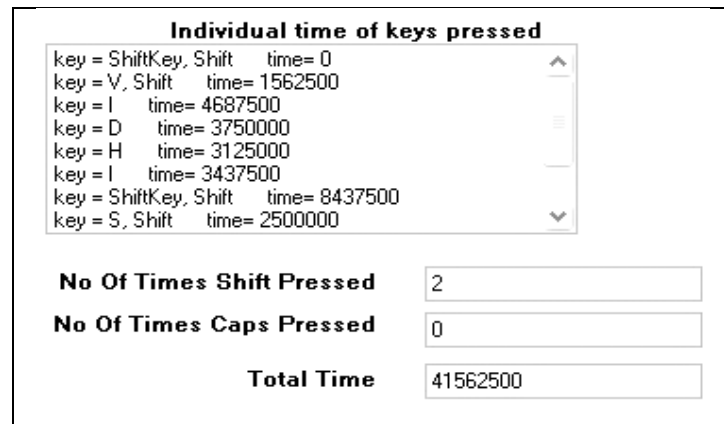 Individual time of keys pressed
key = ShiftKey, Shift time= 0
key = V, Shift time= 1562500
key = I time= 4687500
key = D time= 3750000
key = H time= 3125000
key = I time= 3437500
key = ShiftKey, Shift time= 8437500
key = S, Shift time= 2500000
No Of Times Shift Pressed 2
No Of Times Caps Pressed 0
Total Time 41562500